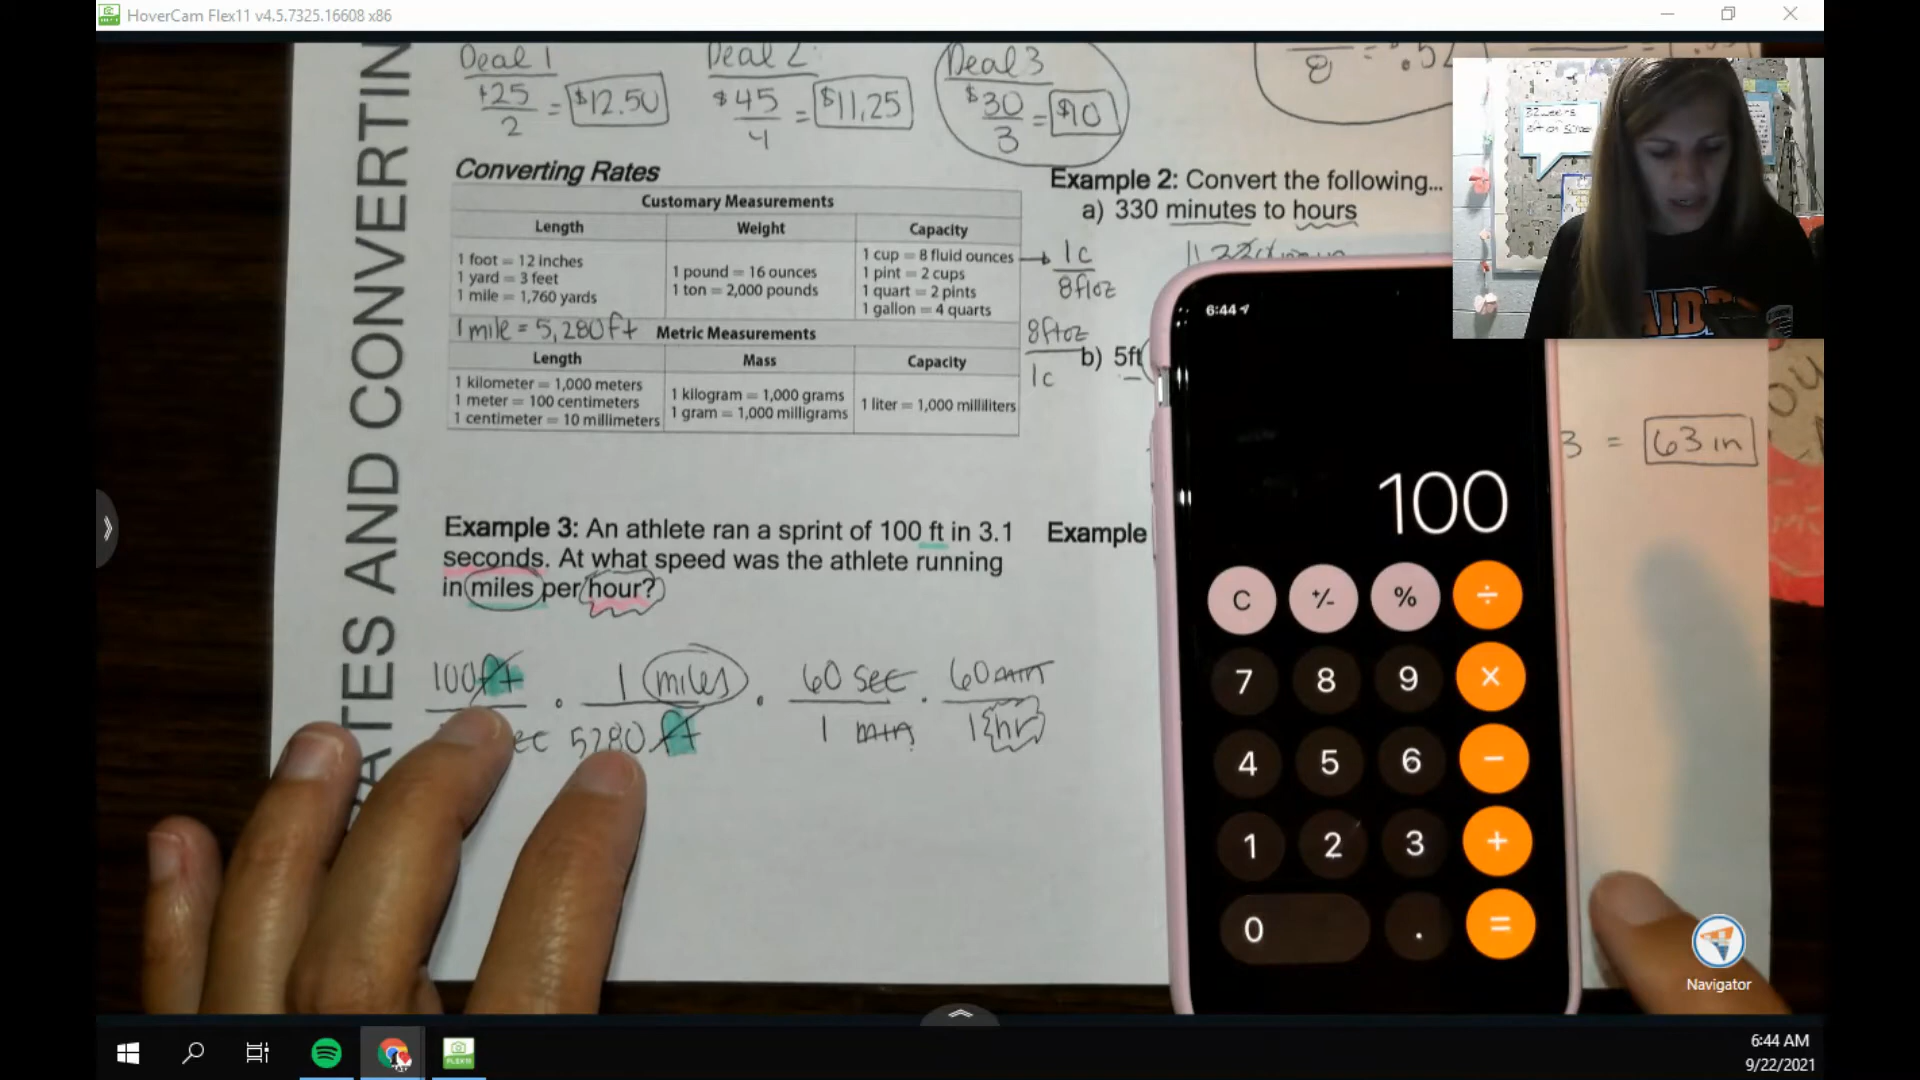 HoverCam Flex11 v4.5.7325.16608 x86
ATES AND CONVERTIN
Deal 1
$25
2
= $12.50
Deal 2
$45
4
= $11.25
Deal 3
$30
3
= $10
8
= .52
Converting Rates
Customary Measurements
Length Weight Capacity
1 foot = 12 inches
1 yard = 3 feet
1 mile = 1,760 yards
1 pound = 16 ounces
1 ton = 2,000 pounds
1 cup = 8 fluid ounces
1 pint = 2 cups
1 quart = 2 pints
1 gallon = 4 quarts
1 mile = 5,280 ft
Metric Measurements
Length Mass Capacity
1 kilometer = 1,000 meters
1 meter = 100 centimeters
1 centimeter = 10 millimeters
1 kilogram = 1,000 grams
1 gram = 1,000 milligrams
1 liter = 1,000 milliliters
1c
8floz
8floz
1c
Example 2: Convert the following...
a) 330 minutes to hours
b) 5ft
3 = 63 in
Example 3: An athlete ran a sprint of 100 ft in 3.1
seconds. At what speed was the athlete running
in miles per hour?
Example
100ft · 1 miles · 60 sec · 60min
sec 5280 ft 1 min 1 hr
6:44
100
C +/- % ÷
7 8 9 ×
4 5 6 −
1 2 3 +
0 . =
Navigator
FLEX11
6:44 AM
9/22/2021